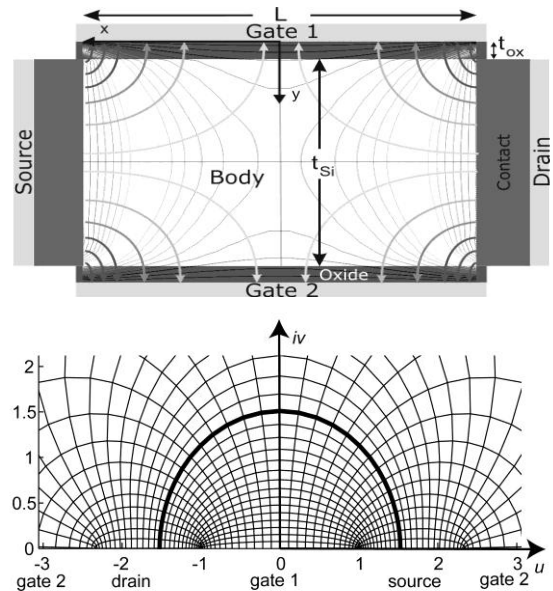 L
Gate 1
x
t_ox
y
Source
Body
t_Si
Contact
Drain
Oxide
Gate 2
iv
2
1.5
1
0.5
0
-3 -2 -1 0 1 2 3 u
gate 2 drain gate 1 source gate 2